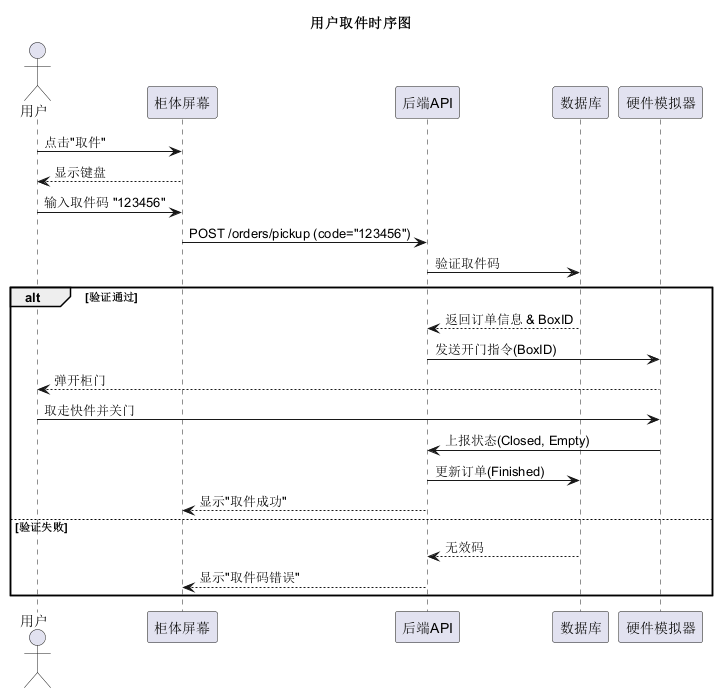 用户取件时序图
用户
柜体屏幕
后端API
数据库
硬件模拟器
点击"取件"
显示键盘
输入取件码 "123456"
POST /orders/pickup (code="123456")
验证取件码
alt
[验证通过]
返回订单信息 & BoxID
发送开门指令(BoxID)
弹开柜门
取走快件并关门
上报状态(Closed, Empty)
更新订单(Finished)
显示"取件成功"
[验证失败]
无效码
显示"取件码错误"
用户
柜体屏幕
后端API
数据库
硬件模拟器